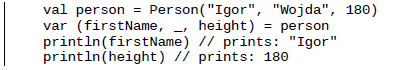 val person = Person("Igor", "Wojda", 180)
var (firstName, _, height) = person
println(firstName) // prints: "Igor"
println(height) // prints: 180